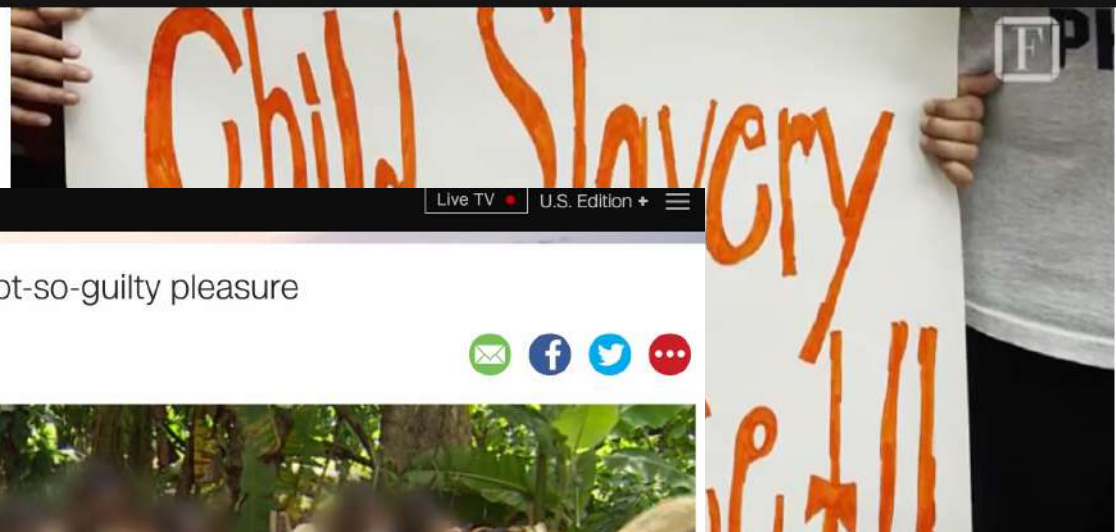 Child Slavery
F
Live TV U.S. Edition +
ot-so-guilty pleasure
f